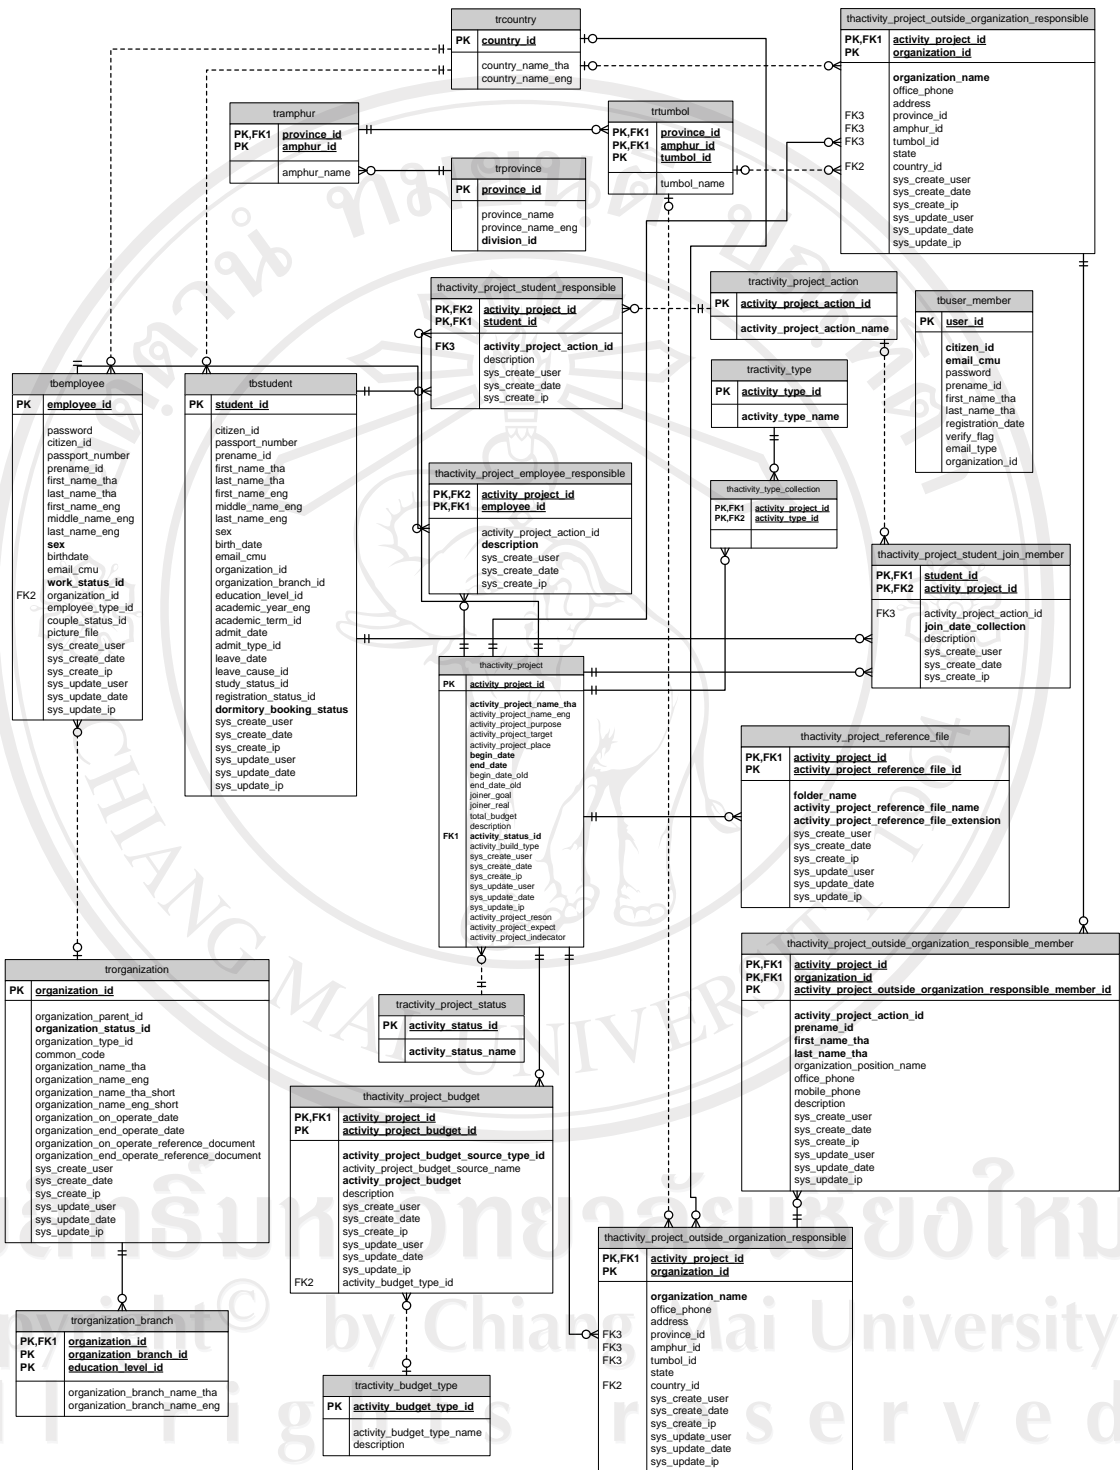 trcountry
PK country_id
country_name_tha
country_name_eng
thactivity_project_outside_organization_responsible
PK,FK1 activity_project_id
PK organization_id
organization_name
office_phone
address
FK3 province_id
FK3 amphur_id
FK3 tumbol_id
state
FK2 country_id
sys_create_user
sys_create_date
sys_create_ip
sys_update_user
sys_update_date
sys_update_ip
tramphur
PK,FK1 province_id
PK amphur_id
amphur_name
trtumbol
PK,FK1 province_id
PK,FK1 amphur_id
PK tumbol_id
tumbol_name
trprovince
PK province_id
province_name
province_name_eng
division_id
thactivity_project_student_responsible
PK,FK2 activity_project_id
PK,FK1 student_id
FK3 activity_project_action_id
description
sys_create_user
sys_create_date
sys_create_ip
tractivity_project_action
PK activity_project_action_id
activity_project_action_name
tbuser_member
PK user_id
citizen_id
email_cmu
password
prename_id
first_name_tha
last_name_tha
registration_date
verify_flag
email_type
organization_id
tractivity_type
PK activity_type_id
activity_type_name
tbemployee
PK employee_id
password
citizen_id
passport_number
prename_id
first_name_tha
last_name_tha
first_name_eng
middle_name_eng
last_name_eng
sex
birthdate
email_cmu
work_status_id
FK2 organization_id
employee_type_id
couple_status_id
picture_file
sys_create_user
sys_create_date
sys_create_ip
sys_update_user
sys_update_date
sys_update_ip
tbstudent
PK student_id
citizen_id
passport_number
prename_id
first_name_tha
last_name_tha
first_name_eng
middle_name_eng
last_name_eng
sex
birth_date
email_cmu
organization_id
organization_branch_id
education_level_id
academic_year_eng
academic_term_id
admit_date
admit_type_id
leave_date
leave_cause_id
study_status_id
registration_status_id
dormitory_booking_status
sys_create_user
sys_create_date
sys_create_ip
sys_update_user
sys_update_date
sys_update_ip
thactivity_project_employee_responsible
PK,FK2 activity_project_id
PK,FK1 employee_id
activity_project_action_id
description
sys_create_user
sys_create_date
sys_create_ip
thactivity_type_collection
PK,FK1 activity_project_id
PK,FK2 activity_type_id
thactivity_project_student_join_member
PK,FK1 student_id
PK,FK2 activity_project_id
FK3 activity_project_action_id
join_date_collection
description
sys_create_user
sys_create_date
sys_create_ip
thactivity_project
PK activity_project_id
activity_project_name_tha
activity_project_name_eng
activity_project_purpose
activity_project_target
activity_project_place
begin_date
end_date
begin_date_old
end_date_old
joiner_goal
joiner_real
total_budget
description
FK1 activity_status_id
activity_build_type
sys_create_user
sys_create_date
sys_create_ip
sys_update_user
sys_update_date
sys_update_ip
activity_project_reson
activity_project_expect
activity_project_indecator
thactivity_project_reference_file
PK,FK1 activity_project_id
PK activity_project_reference_file_id
folder_name
activity_project_reference_file_name
activity_project_reference_file_extension
sys_create_user
sys_create_date
sys_create_ip
sys_update_user
sys_update_date
sys_update_ip
trorganization
PK organization_id
organization_parent_id
organization_status_id
organization_type_id
common_code
organization_name_tha
organization_name_eng
organization_name_tha_short
organization_name_eng_short
organization_on_operate_date
organization_end_operate_date
organization_on_operate_reference_document
organization_end_operate_reference_document
sys_create_user
sys_create_date
sys_create_ip
sys_update_user
sys_update_date
sys_update_ip
tractivity_project_status
PK activity_status_id
activity_status_name
thactivity_project_outside_organization_responsible_member
PK,FK1 activity_project_id
PK,FK1 organization_id
PK activity_project_outside_organization_responsible_member_id
activity_project_action_id
prename_id
first_name_tha
last_name_tha
organization_position_name
office_phone
mobile_phone
description
sys_create_user
sys_create_date
sys_create_ip
sys_update_user
sys_update_date
sys_update_ip
thactivity_project_budget
PK,FK1 activity_project_id
PK activity_project_budget_id
activity_project_budget_source_type_id
activity_project_budget_source_name
activity_project_budget
description
sys_create_user
sys_create_date
sys_create_ip
sys_update_user
sys_update_date
sys_update_ip
FK2 activity_budget_type_id
thactivity_project_outside_organization_responsible
PK,FK1 activity_project_id
PK organization_id
organization_name
office_phone
address
FK3 province_id
FK3 amphur_id
FK3 tumbol_id
state
FK2 country_id
sys_create_user
sys_create_date
sys_create_ip
sys_update_user
sys_update_date
sys_update_ip
trorganization_branch
PK,FK1 organization_id
PK organization_branch_id
PK education_level_id
organization_branch_name_tha
organization_branch_name_eng
tractivity_budget_type
PK activity_budget_type_id
activity_budget_type_name
description
CHIANG MAI UNIVERSITY 1964
by Chiang Mai University
rights reserved